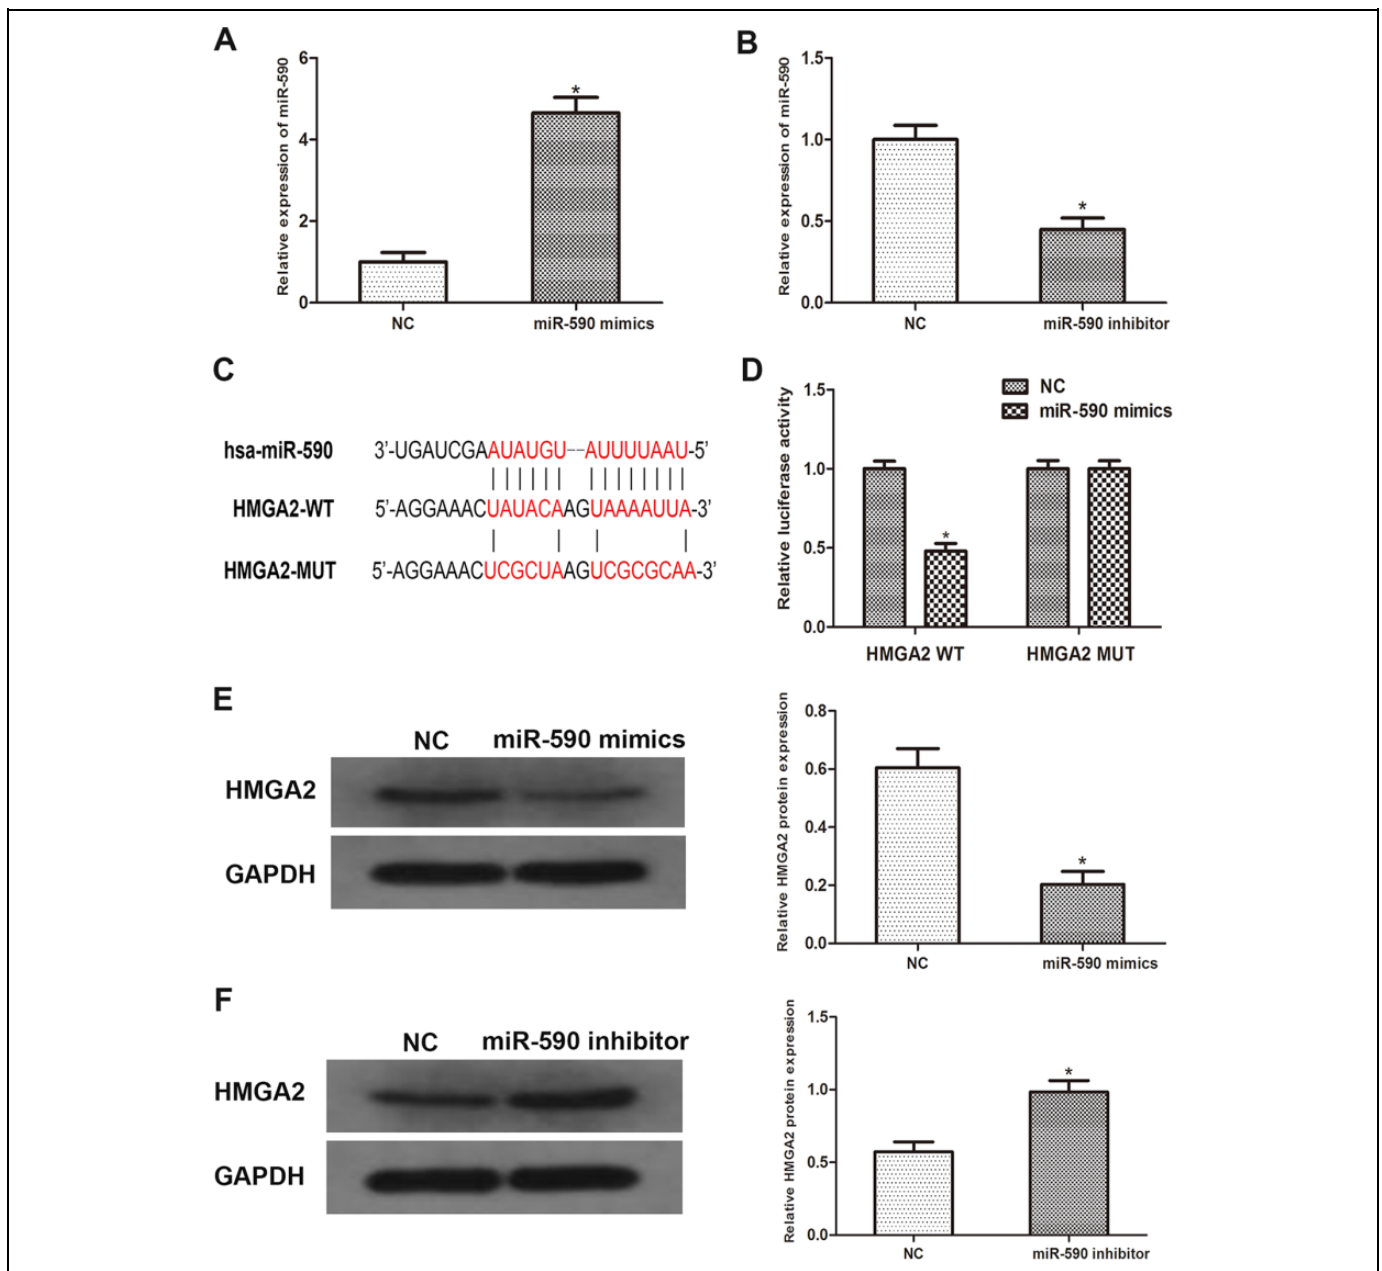 A
Relative expression of miR-590
6
4
2
0
*
NC
miR-590 mimics
B
Relative expression of miR-590
1.5
1.0
0.5
0.0
*
NC
miR-590 inhibitor
C
hsa-miR-590 3'-UGAUCGAAUAUGU--AUUUUAAU-5'
HMGA2-WT 5'-AGGAAACUAUACAAGUAAAAUUA-3'
HMGA2-MUT 5'-AGGAAACUCGCUAAGUCGCGCAA-3'
D
Relative luciferase activity
1.5
1.0
0.5
0.0
NC
miR-590 mimics
*
HMGA2 WT
HMGA2 MUT
E
NC miR-590 mimics
HMGA2
GAPDH
Relative HMGA2 protein expression
0.8
0.6
0.4
0.2
0.0
*
NC
miR-590 mimics
F
NC miR-590 inhibitor
HMGA2
GAPDH
Relative HMGA2 protein expression
1.5
1.0
0.5
0.0
*
NC
miR-590 inhibitor